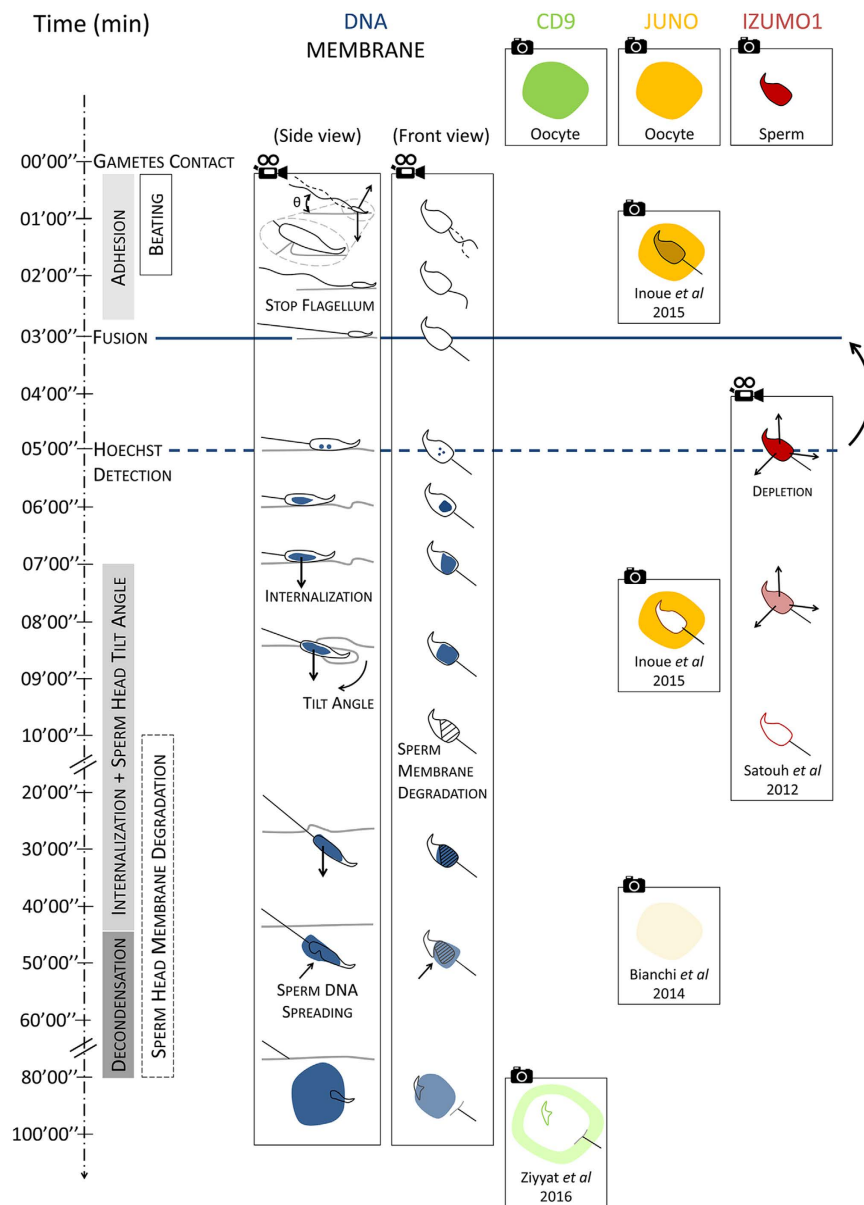 Time (min)
DNA
MEMBRANE
CD9
JUNO
IZUMO1
Oocyte
Oocyte
Sperm
(Side view)
(Front view)
00’00’’
GAMETES CONTACT
01’00’’
θ
ADHESION
BEATING
Inoue et al
2015
02’00’’
STOP FLAGELLUM
03’00’’
FUSION
04’00’’
05’00’’
HOECHST
DETECTION
DEPLETION
06’00’’
07’00’’
INTERNALIZATION
08’00’’
Inoue et al
2015
09’00’’
TILT ANGLE
INTERNALIZATION + SPERM HEAD TILT ANGLE
10’00’’
SPERM
MEMBRANE
DEGRADATION
Satouh et al
2012
20’00’’
30’00’’
SPERM HEAD MEMBRANE DEGRADATION
40’00’’
50’00’’
DECONDENSATION
SPERM DNA
SPREADING
Bianchi et al
2014
60’00’’
80’00’’
100’00’’
Ziyyat et al
2016